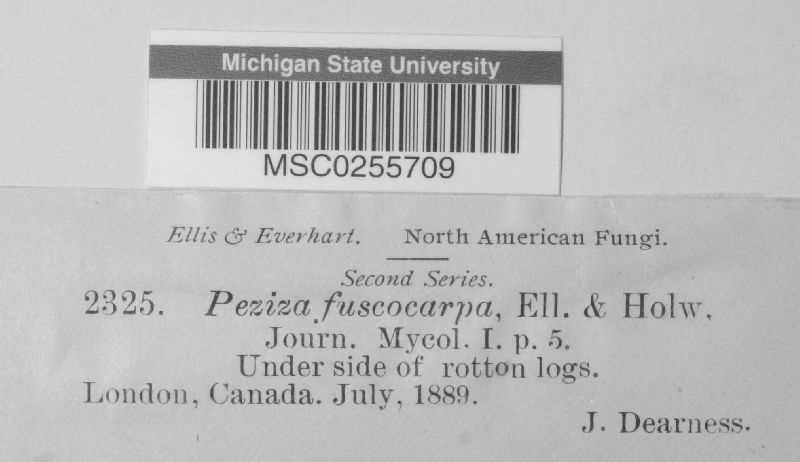 Michigan State University
MSC0255709
Ellis & Everhart. North American Fungi.
Second Series.
2325. Peziza fuscocarpa, Ell. & Holw.
Journ. Mycol. I. p. 5.
Under side of rotton logs.
London, Canada. July, 1889.
J. Dearness.